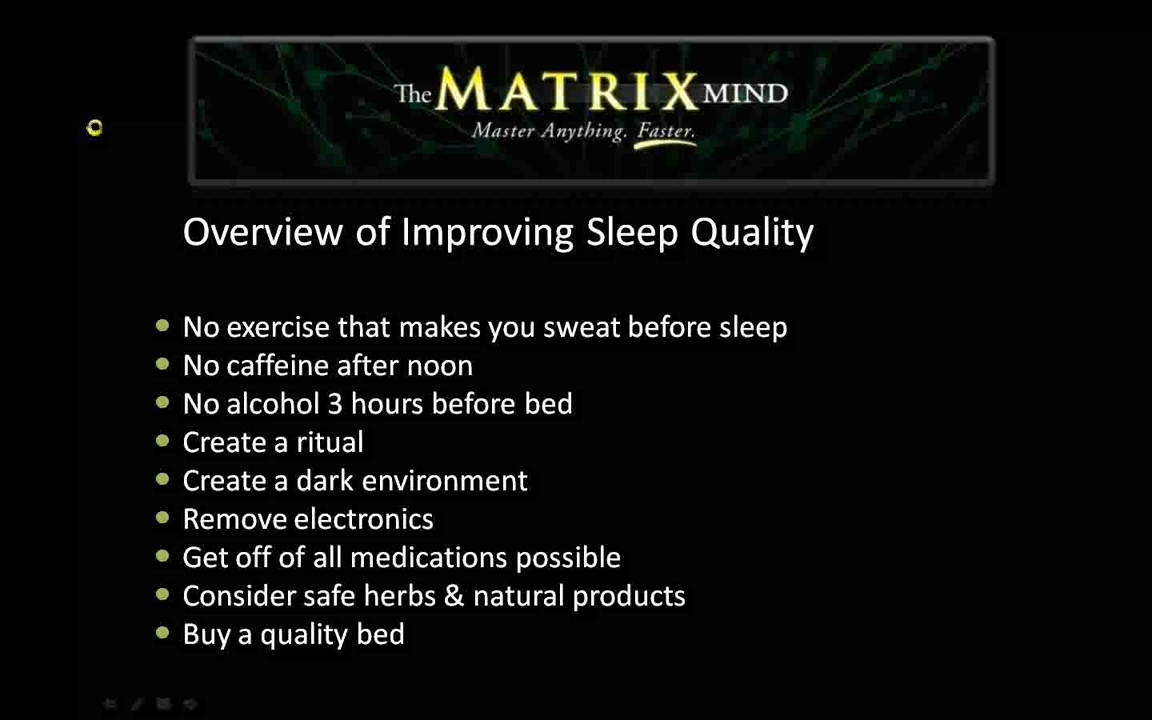 The MATRIX MIND
Master Anything. Faster.
Overview of Improving Sleep Quality
No exercise that makes you sweat before sleep
No caffeine after noon
No alcohol 3 hours before bed
Create a ritual
Create a dark environment
Remove electronics
Get off of all medications possible
Consider safe herbs & natural products
Buy a quality bed